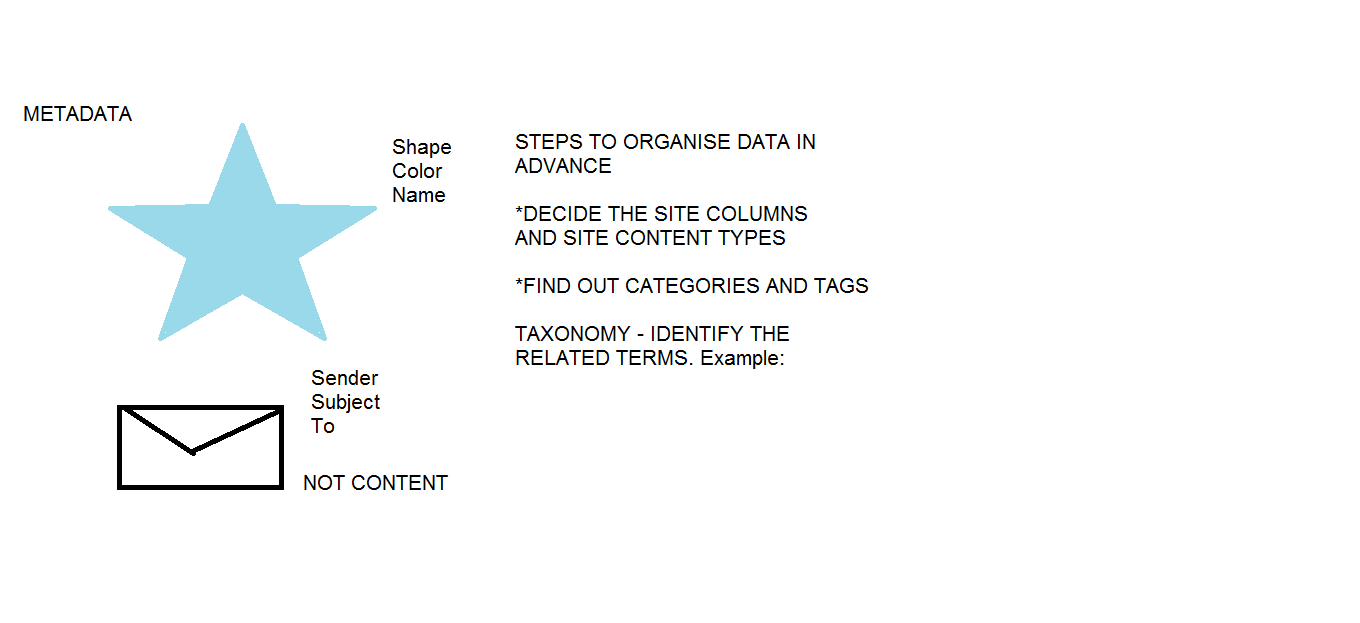 METADATA
Shape
Color
Name
Sender
Subject
To
NOT CONTENT
STEPS TO ORGANISE DATA IN
ADVANCE
*DECIDE THE SITE COLUMNS
AND SITE CONTENT TYPES
*FIND OUT CATEGORIES AND TAGS
TAXONOMY - IDENTIFY THE
RELATED TERMS. Example: